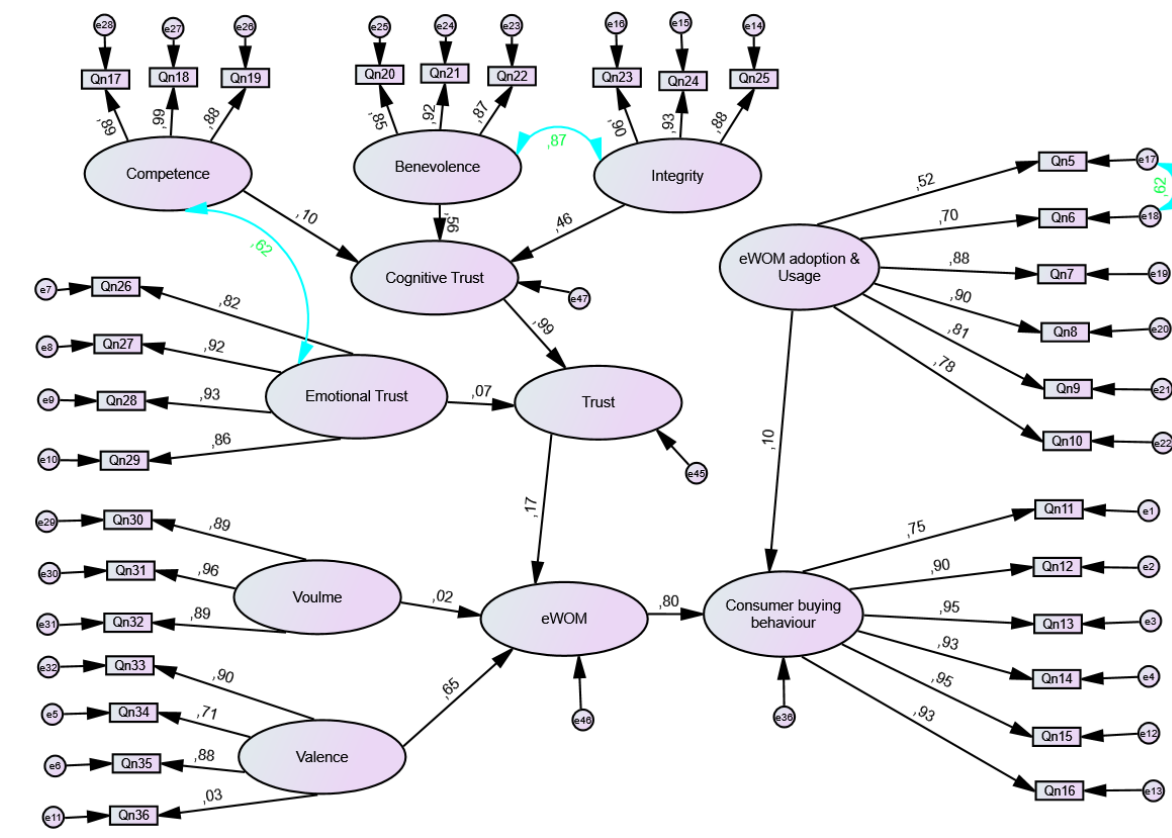 e28
e27
e26
e25
e24
e23
e16
e15
e14
Qn17
Qn18
Qn19
Qn20
Qn21
Qn22
Qn23
Qn24
Qn25
,89
,99
,88
,85
,92
,87
,90
,93
,88
,87
Competence
Benevolence
Integrity
,10
,56
,46
,62
Cognitive Trust
e47
eWOM adoption &
Usage
,52
Qn5
e17
,62
,70
Qn6
e18
,88
Qn7
e19
,90
Qn8
e20
,81
Qn9
e21
,78
Qn10
e22
e7
Qn26
,82
e8
Qn27
,92
e9
Qn28
,93
e10
Qn29
,86
Emotional Trust
,07
,99
Trust
e45
,17
,10
e29
Qn30
,89
e30
Qn31
,96
e31
Qn32
,89
Voulme
,02
eWOM
,80
e46
Consumer buying
behaviour
e36
,75
Qn11
e1
,90
Qn12
e2
,95
Qn13
e3
,93
Qn14
e4
,95
Qn15
e12
,93
Qn16
e13
e32
Qn33
,90
e5
Qn34
,71
e6
Qn35
,88
e11
Qn36
,03
Valence
,65